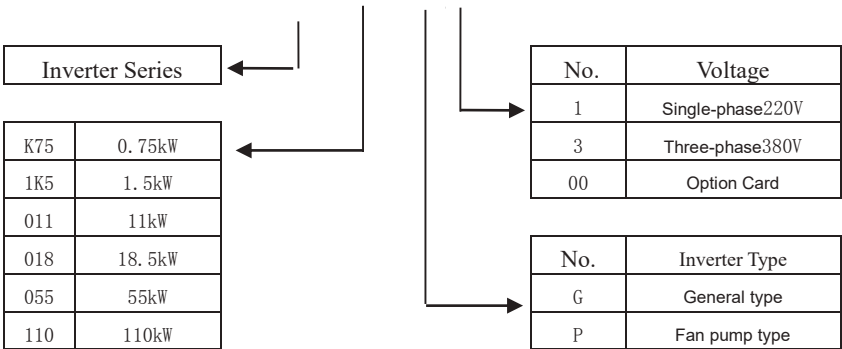 Inverter Series
K75 0.75kW
1K5 1.5kW
011 11kW
018 18.5kW
055 55kW
110 110kW
No. Voltage
1 Single-phase220V
3 Three-phase380V
00 Option Card
No. Inverter Type
G General type
P Fan pump type